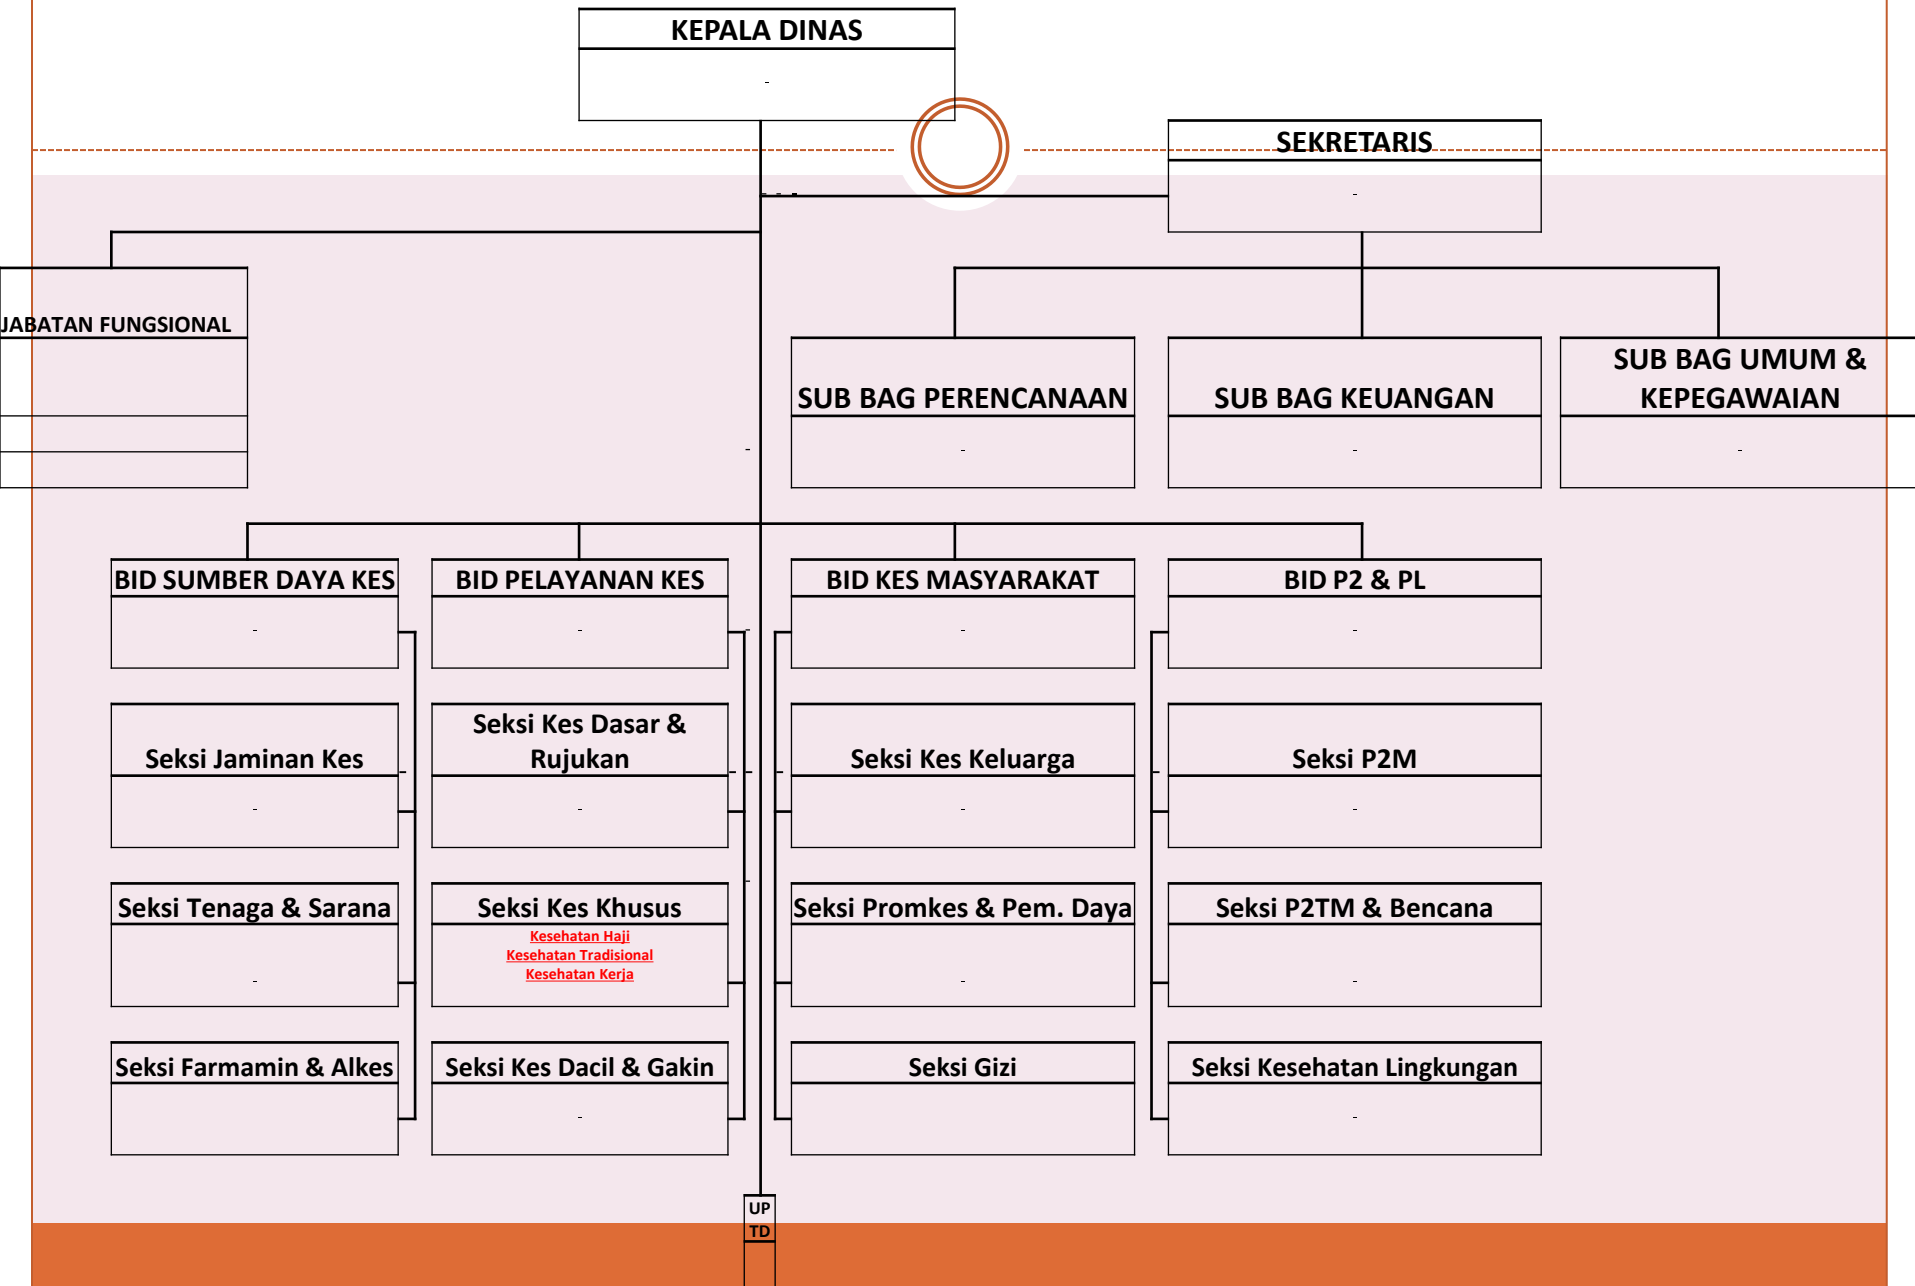 KEPALA DINAS
-
SEKRETARIS
- - -
-
JABATAN FUNGSIONAL
SUB BAG PERENCANAAN
SUB BAG KEUANGAN
SUB BAG UMUM &
KEPEGAWAIAN
-
-
-
-
BID SUMBER DAYA KES
BID PELAYANAN KES
BID KES MASYARAKAT
BID P2 & PL
-
-
-
-
-
Seksi Jaminan Kes
Seksi Kes Dasar &
Rujukan
Seksi Kes Keluarga
Seksi P2M
-
-
-
-
-
-
-
-
-
Seksi Tenaga & Sarana
Seksi Kes Khusus
Seksi Promkes & Pem. Daya
Seksi P2TM & Bencana
-
Kesehatan Haji
Kesehatan Tradisional
Kesehatan Kerja
-
-
-
Seksi Farmamin & Alkes
Seksi Kes Dacil & Gakin
Seksi Gizi
Seksi Kesehatan Lingkungan
-
-
UP
TD